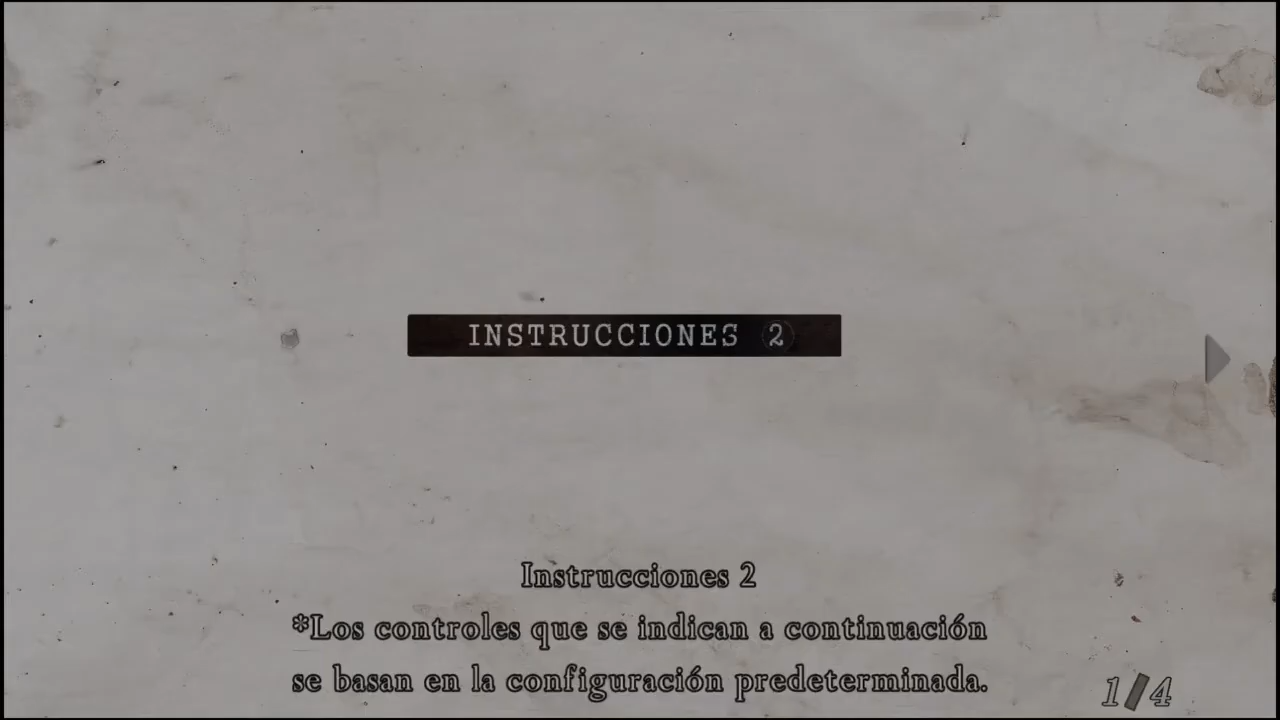 INSTRUCCIONES 2
Instrucciones 2
*Los controles que se indican a continuación
se basan en la configuración predeterminada.
1/4